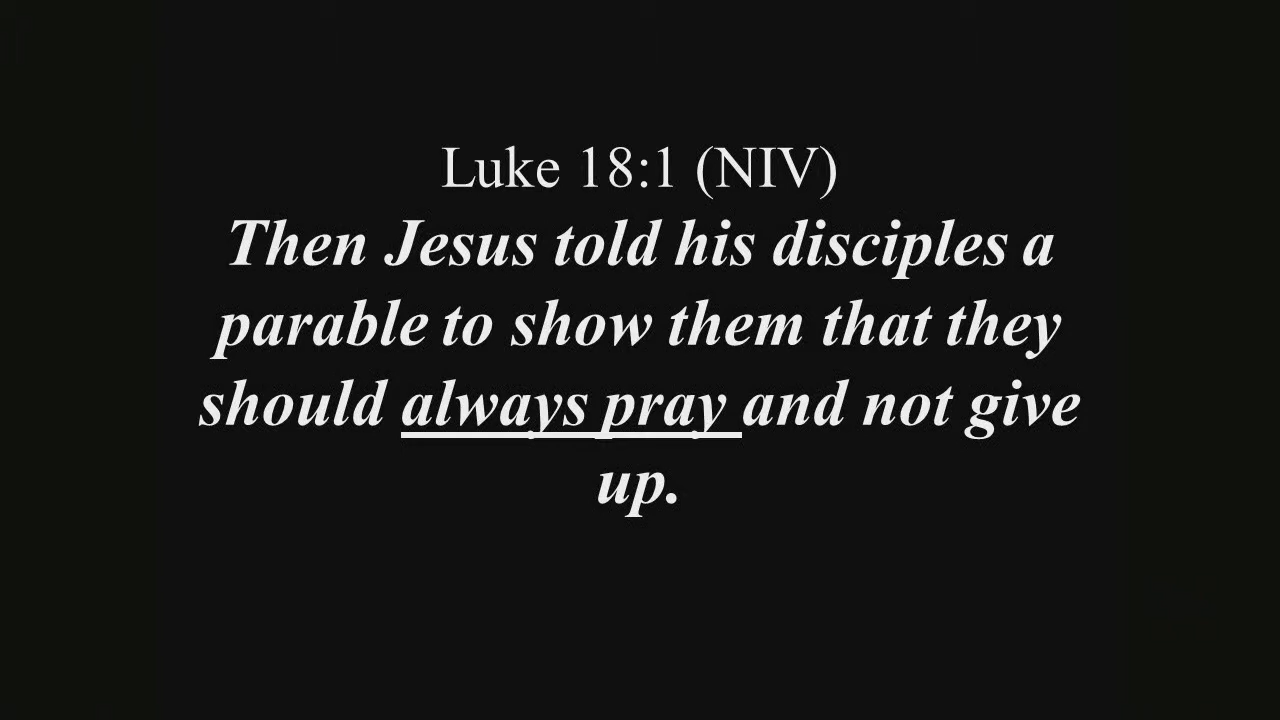 Luke 18:1 (NIV)
Then Jesus told his disciples a
parable to show them that they
should always pray and not give
up.